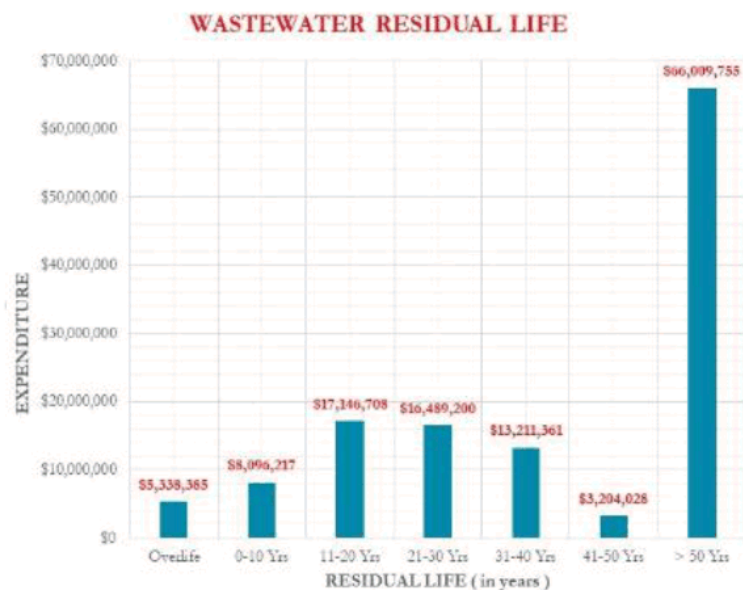 WASTEWATER RESIDUAL LIFE
$70,000,000
$60,000,000
$50,000,000
$40,000,000
$30,000,000
$20,000,000
$10,000,000
$0
EXPENDITURE
$5,338,385
$8,096,217
$17,146,708
$16,489,200
$13,211,361
$3,204,028
$66,009,755
Overlife
0-10 Yrs
11-20 Yrs
21-30 Yrs
31-40 Yrs
41-50 Yrs
> 50 Yrs
RESIDUAL LIFE ( in years )